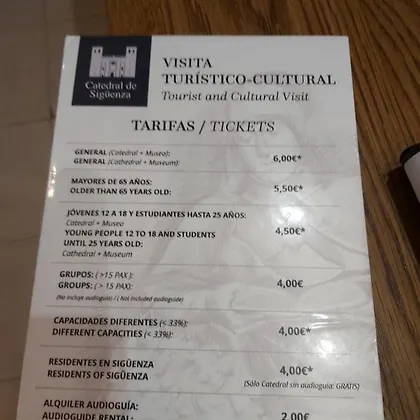 Catedral de
Sigüenza
VISITA
TURÍSTICO-CULTURAL
Tourist and Cultural Visit
TARIFAS / TICKETS
GENERAL (Catedral + Museo):
GENERAL (Cathedral + Museum):
6,00€*
MAYORES DE 65 AÑOS:
OLDER THAN 65 YEARS OLD:
5,50€*
JÓVENES 12 A 18 Y ESTUDIANTES HASTA 25 AÑOS:
Catedral + Museo
YOUNG PEOPLE 12 TO 18 AND STUDENTS
UNTIL 25 YEARS OLD:
Cathedral + Museum
4,50€*
GRUPOS: (>15 PAX):
GROUPS: (> 15 PAX):
4,00€
(No incluye audioguía) / ( Not included audioguide)
CAPACIDADES DIFERENTES (< 33%):
DIFFERENT CAPACITIES (< 33%):
4,00€*
RESIDENTES EN SIGÜENZA
RESIDENTS OF SIGÜENZA
4,00€*
(Sólo Catedral sin audioguía: GRATIS)
ALQUILER AUDIOGUÍA:
AUDIOGUIDE RENTAL:
2,00€